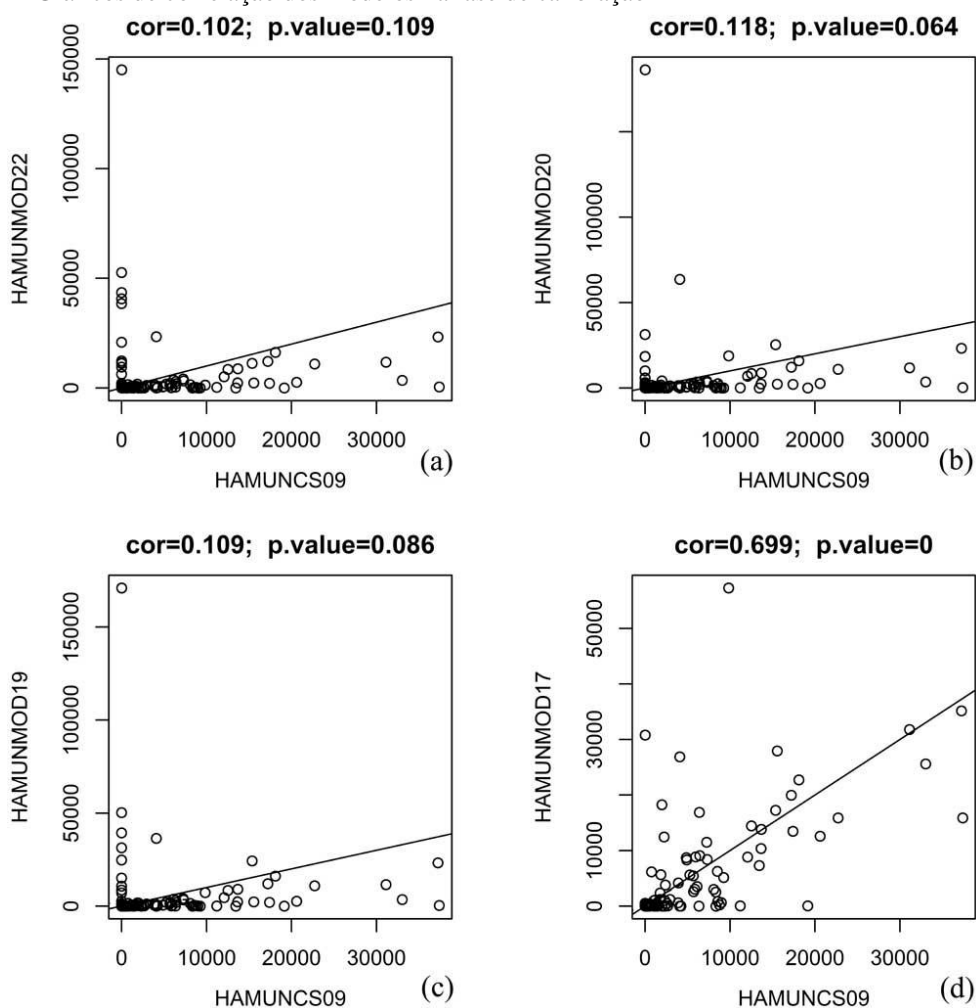 cor=0.102;  p.value=0.109
HAMUNMOD22
0
50000
100000
150000
0 10000 20000 30000
HAMUNCS09
(a)
cor=0.118;  p.value=0.064
HAMUNMOD20
0
50000
100000
0 10000 20000 30000
HAMUNCS09
(b)
cor=0.109;  p.value=0.086
HAMUNMOD19
0
50000
100000
150000
0 10000 20000 30000
HAMUNCS09
(c)
cor=0.699;  p.value=0
HAMUNMOD17
0
10000
30000
50000
0 10000 20000 30000
HAMUNCS09
(d)